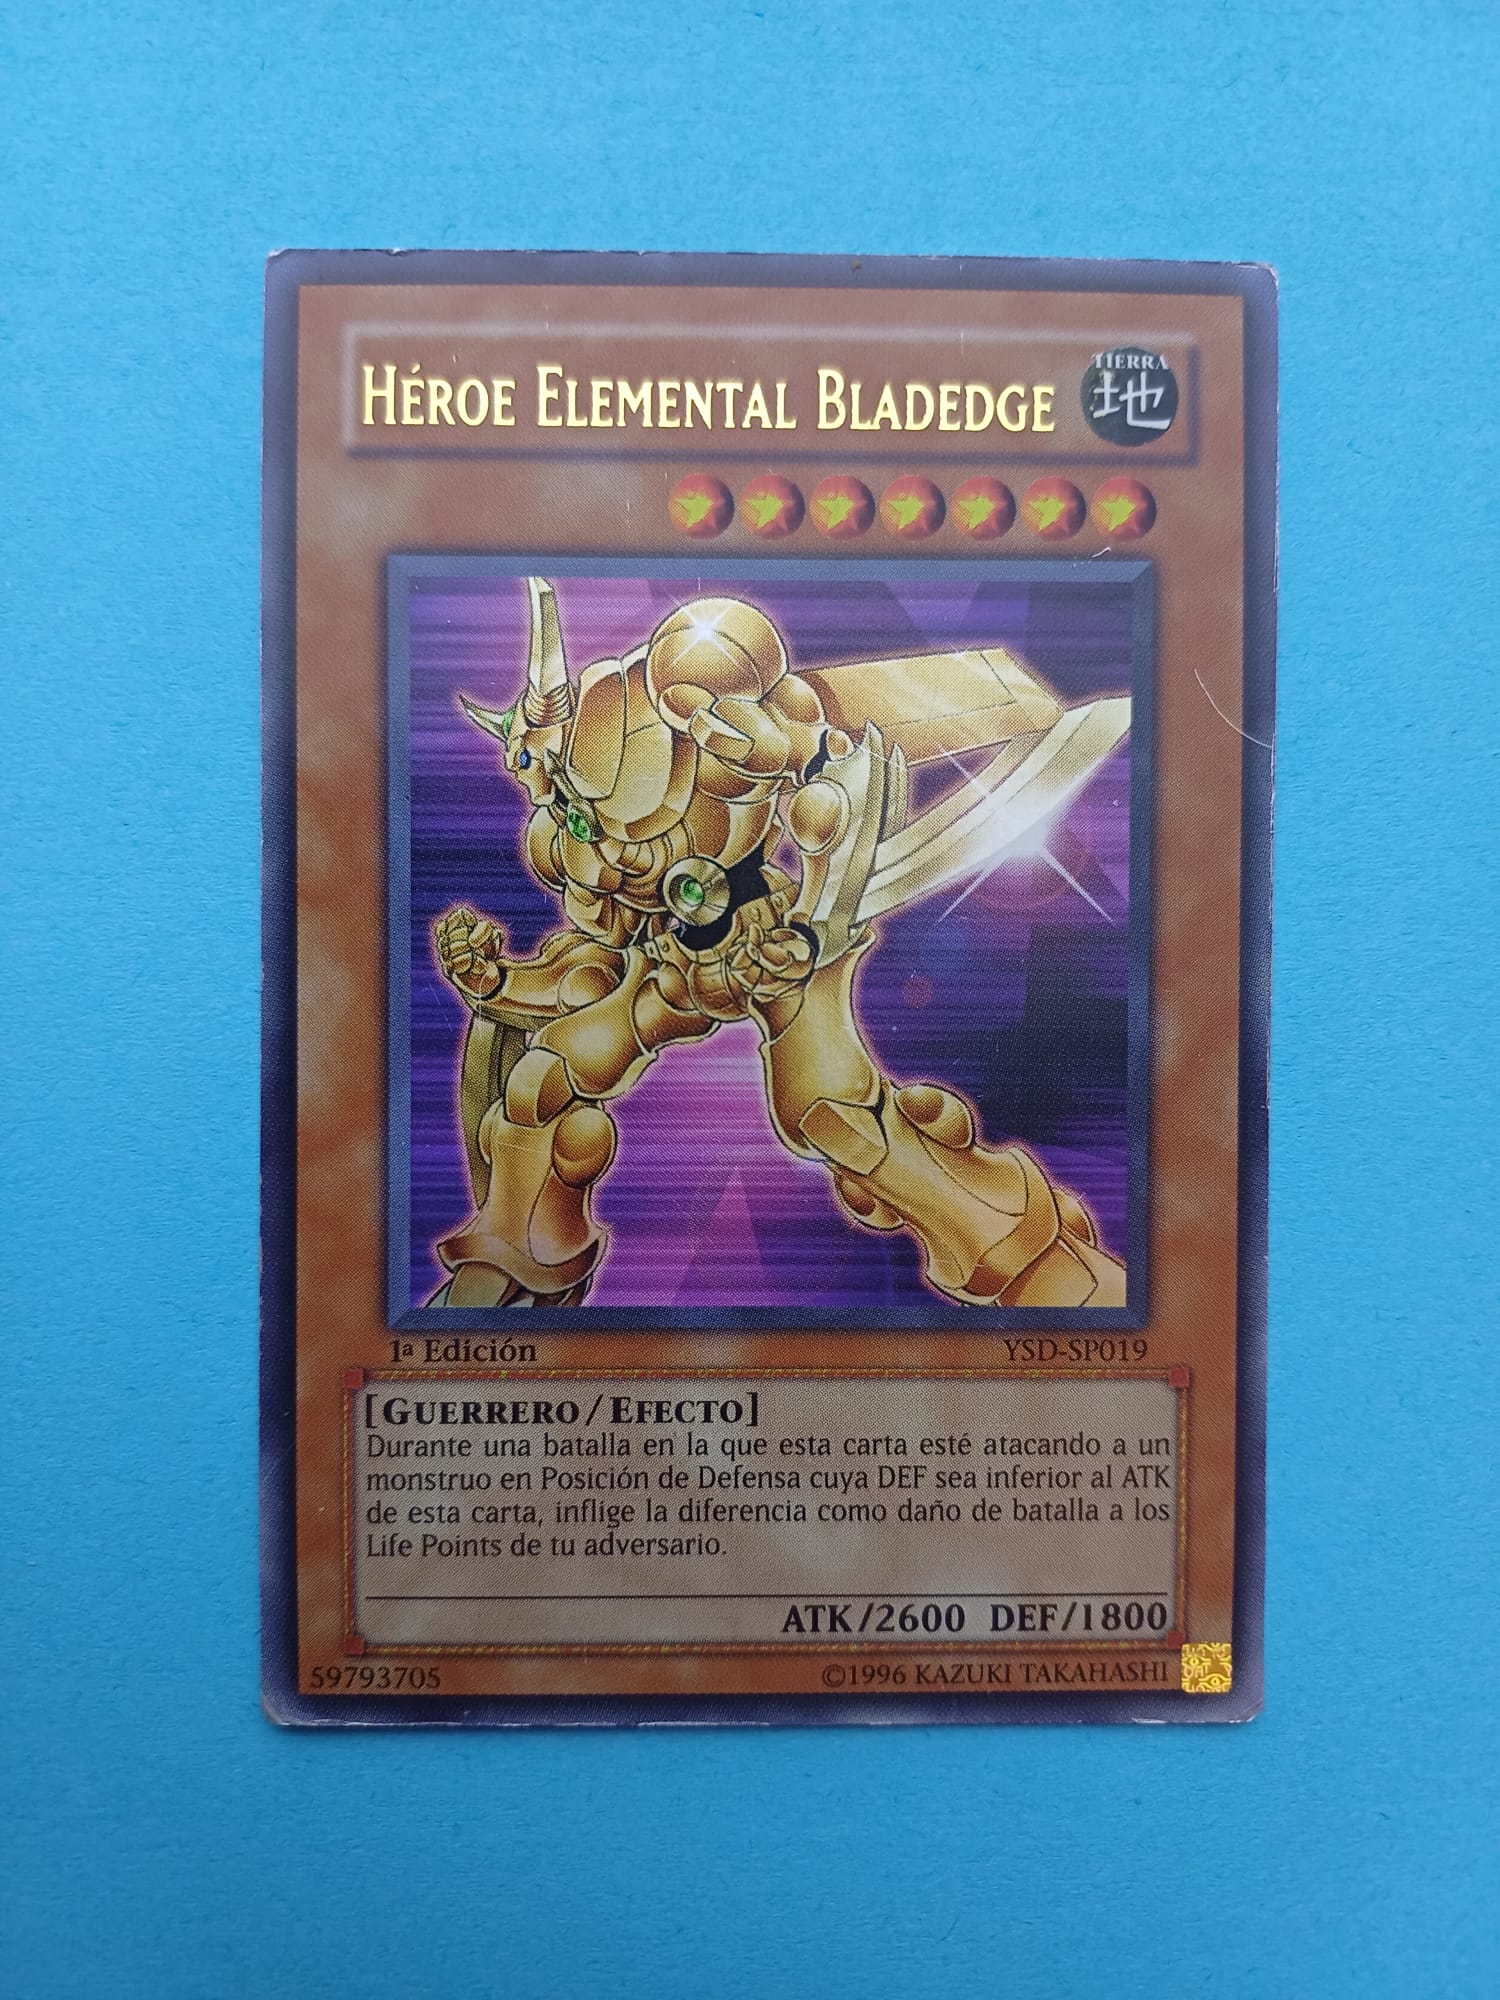 HÉROE ELEMENTAL BLADEDGE
TIERRA
地
1ª Edición
YSD-SP019
[GUERRERO/EFECTO]
Durante una batalla en la que esta carta esté atacando a un
monstruo en Posición de Defensa cuya DEF sea inferior al ATK
de esta carta, inflige la diferencia como daño de batalla a los
Life Points de tu adversario.
ATK/2600 DEF/1800
59793705
©1996 KAZUKI TAKAHASHI